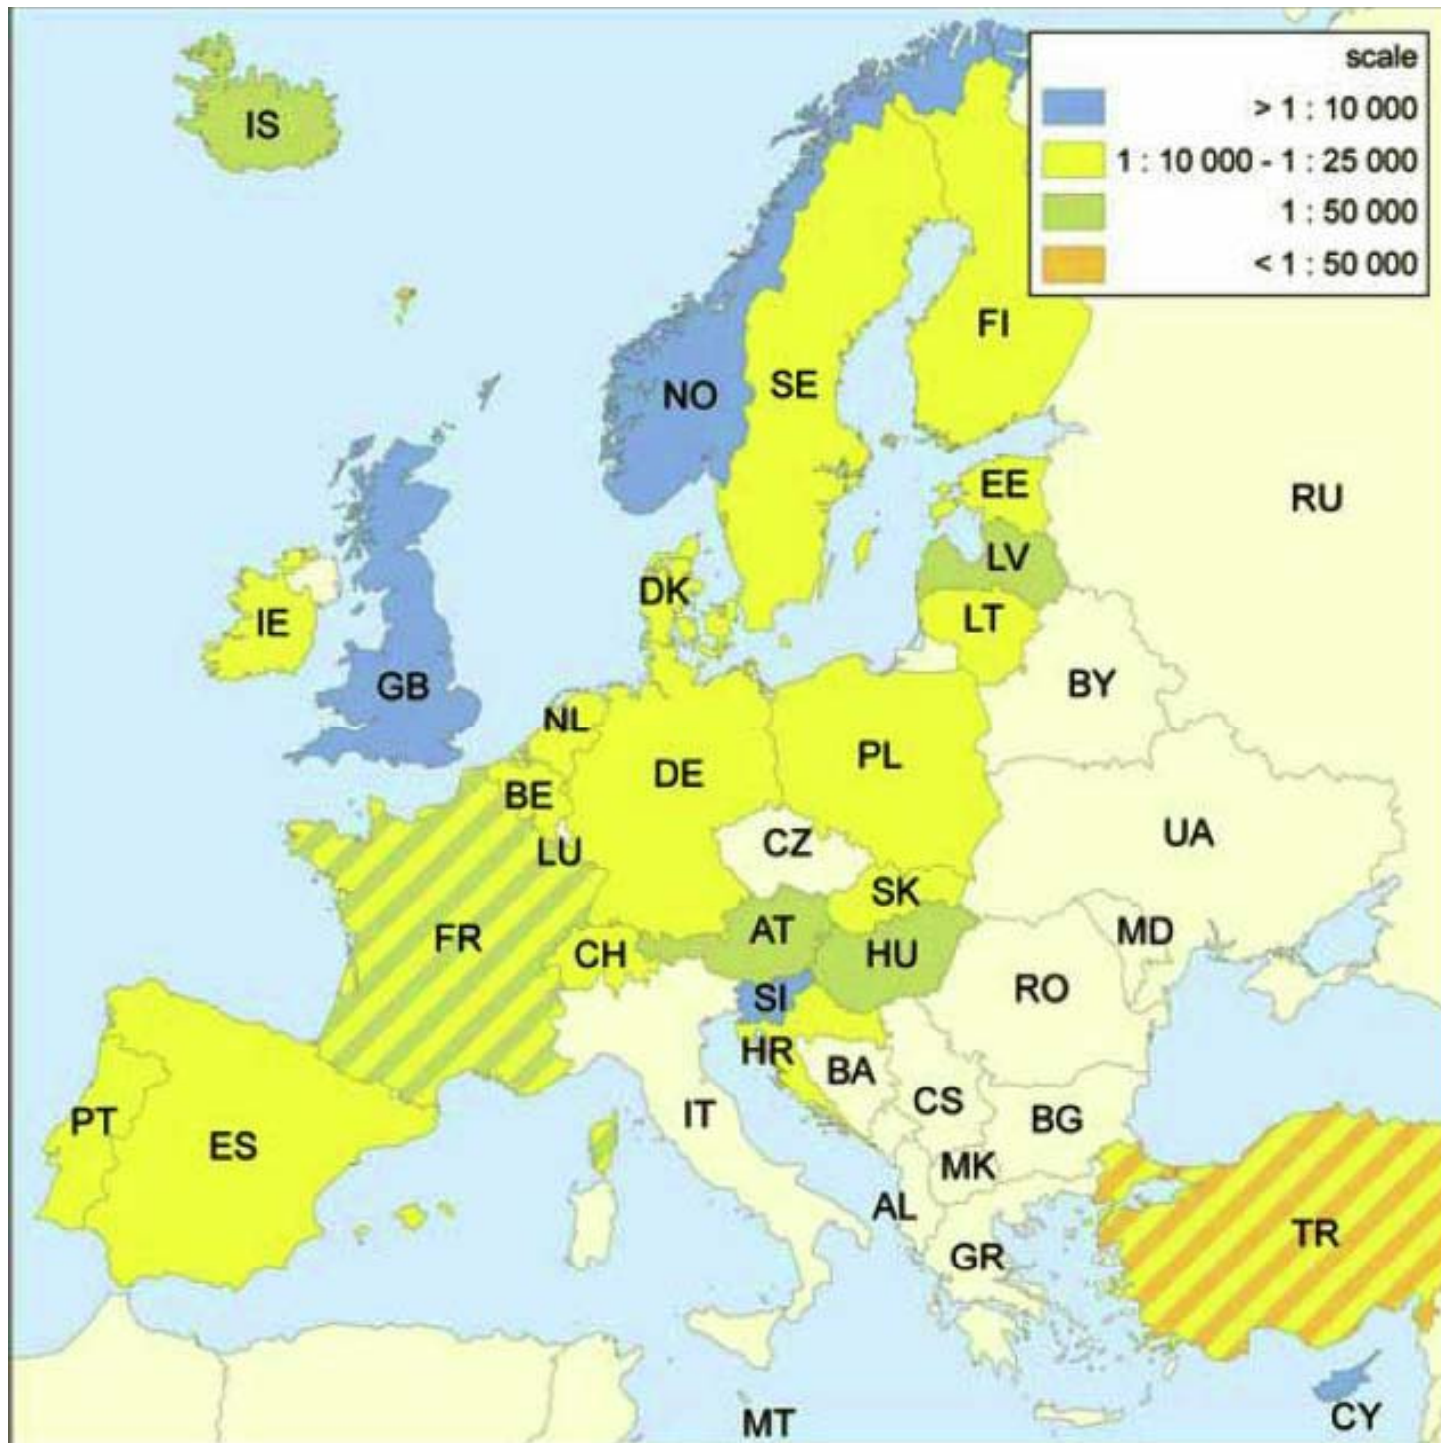 scale
> 1 : 10 000
1 : 10 000 - 1 : 25 000
1 : 50 000
< 1 : 50 000
IS
FI
NO
SE
EE
RU
LV
DK
LT
IE
BY
GB
NL
PL
DE
BE
UA
CZ
LU
SK
AT
MD
FR
CH
HU
RO
SI
HR
BA
CS
IT
BG
PT
ES
MK
AL
TR
GR
MT
CY